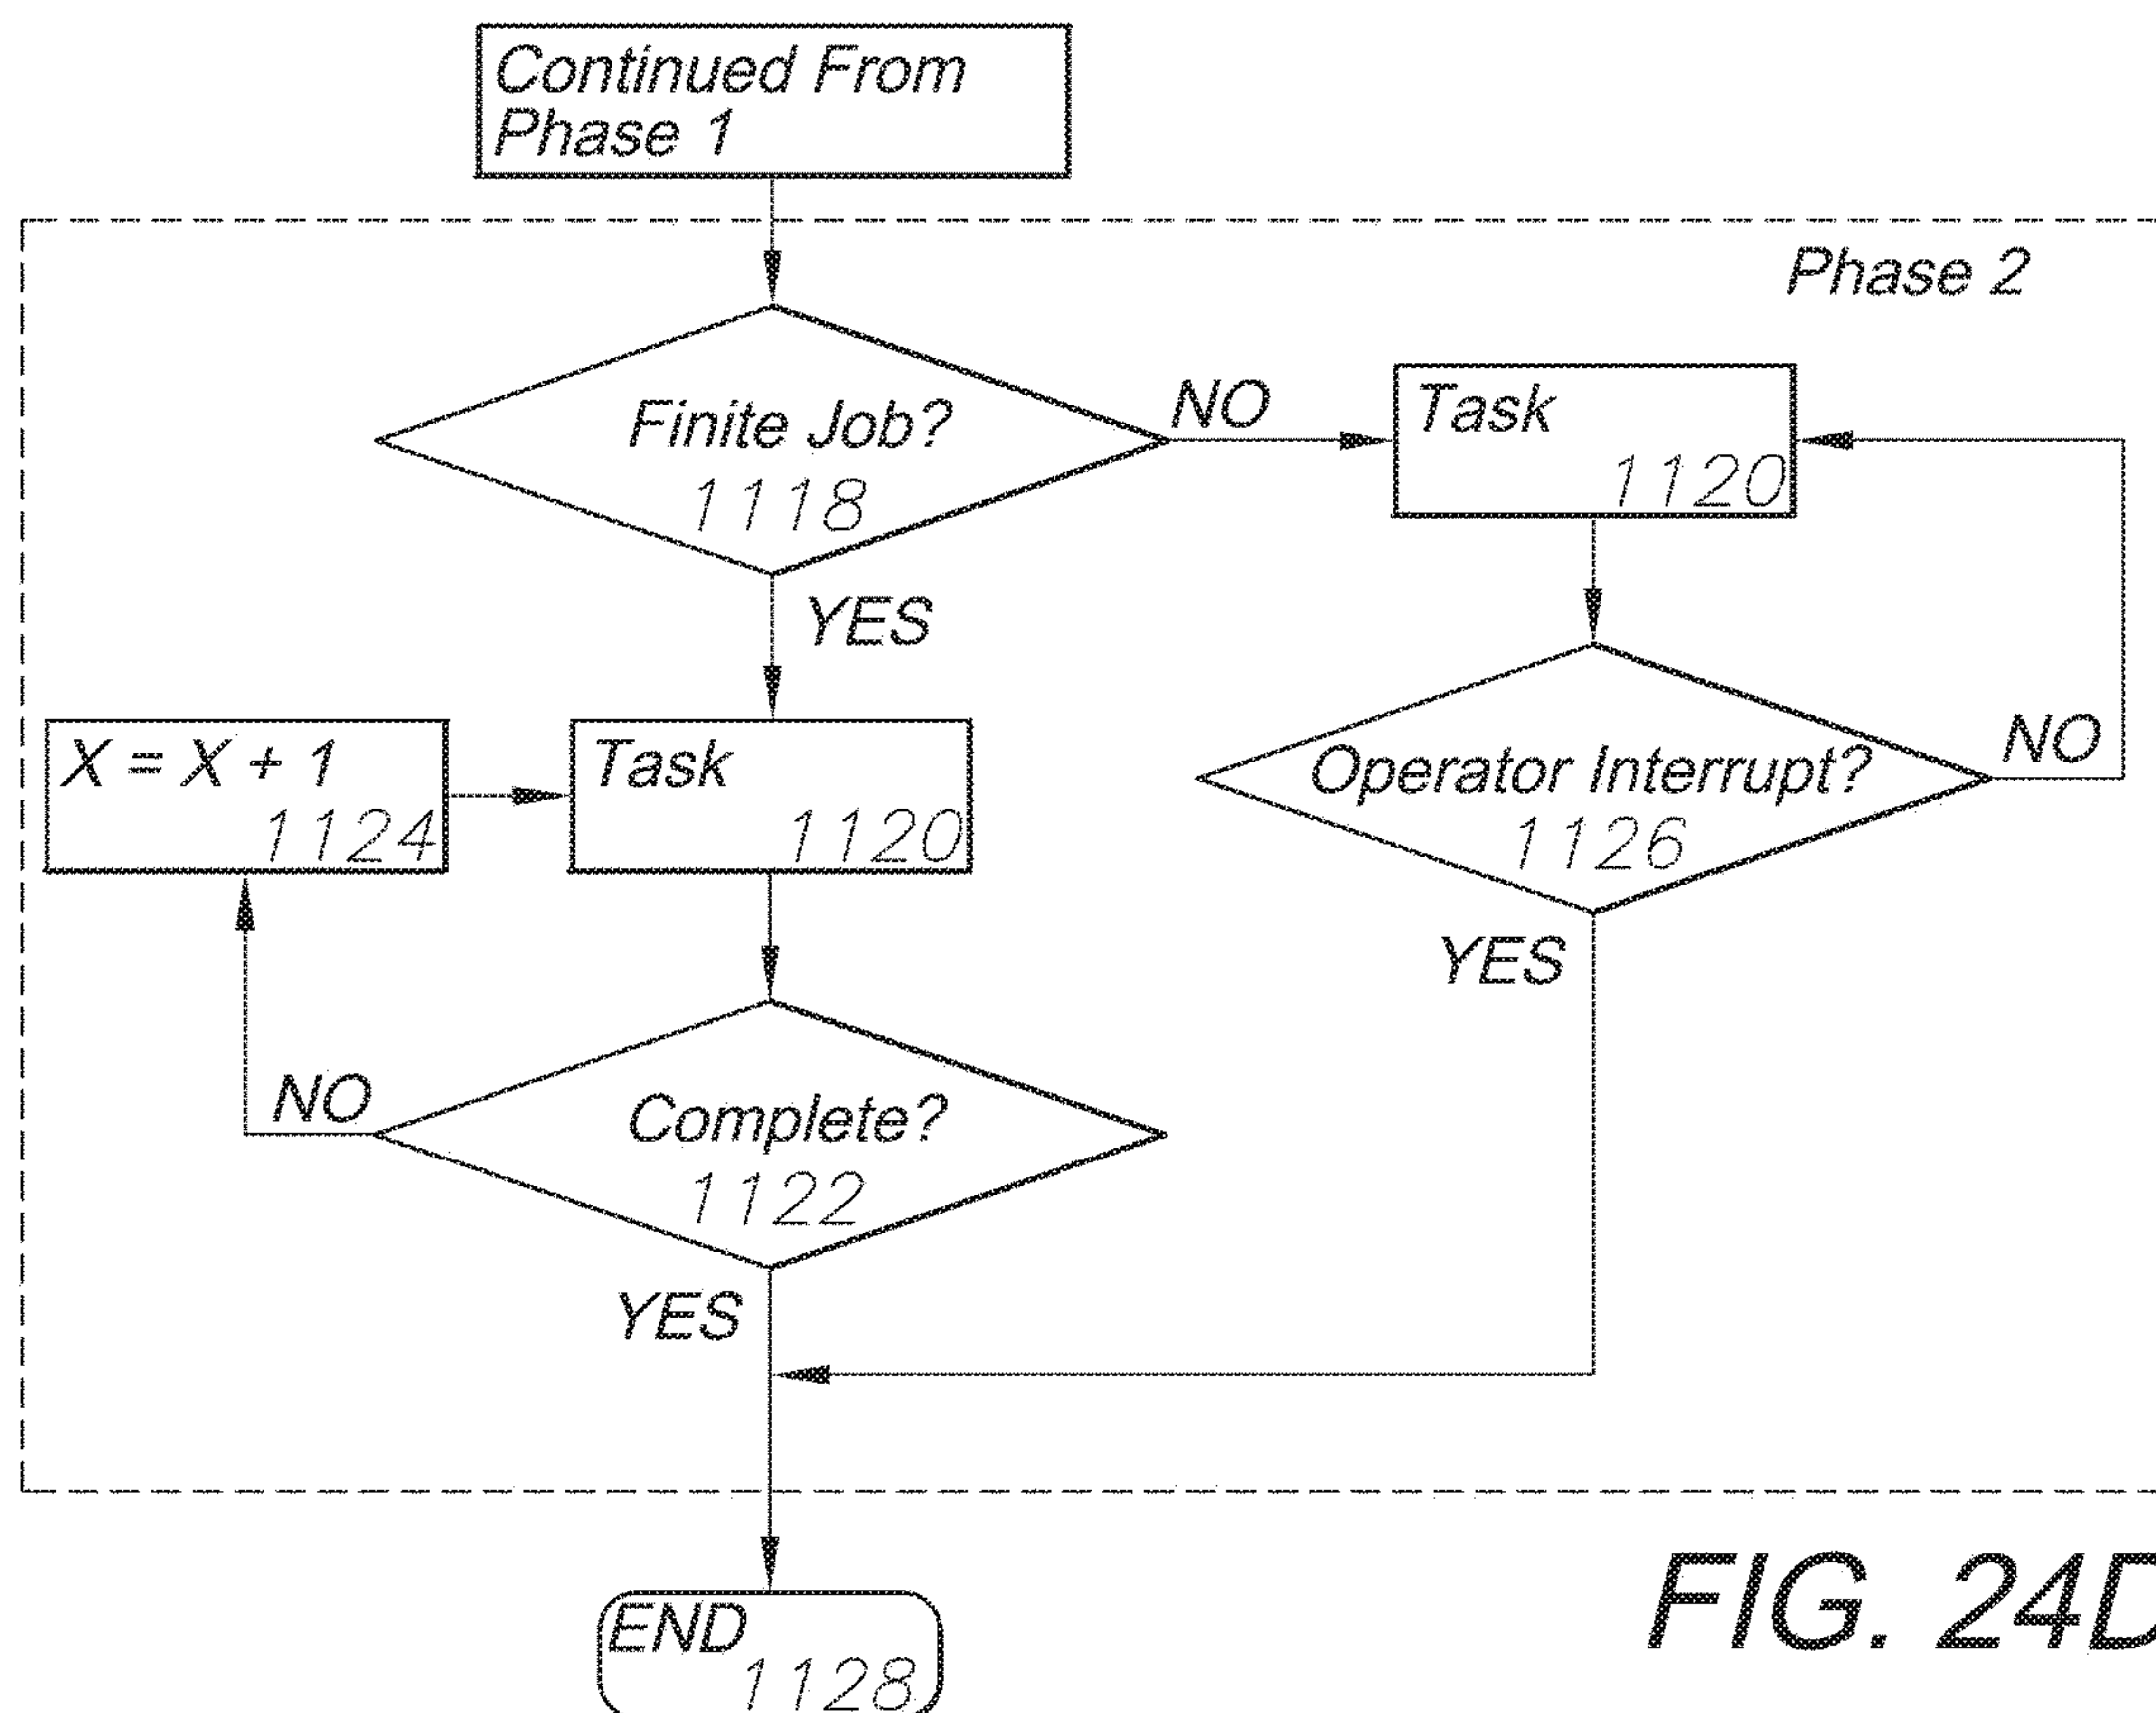 Continued From
Phase 1
Phase 2
Finite Job?
1118
NO
Task
1120
YES
X = X + 1
1124
Task
1120
Operator Interrupt?
1126
NO
YES
Complete?
1122
NO
YES
END
1128
FIG. 24D